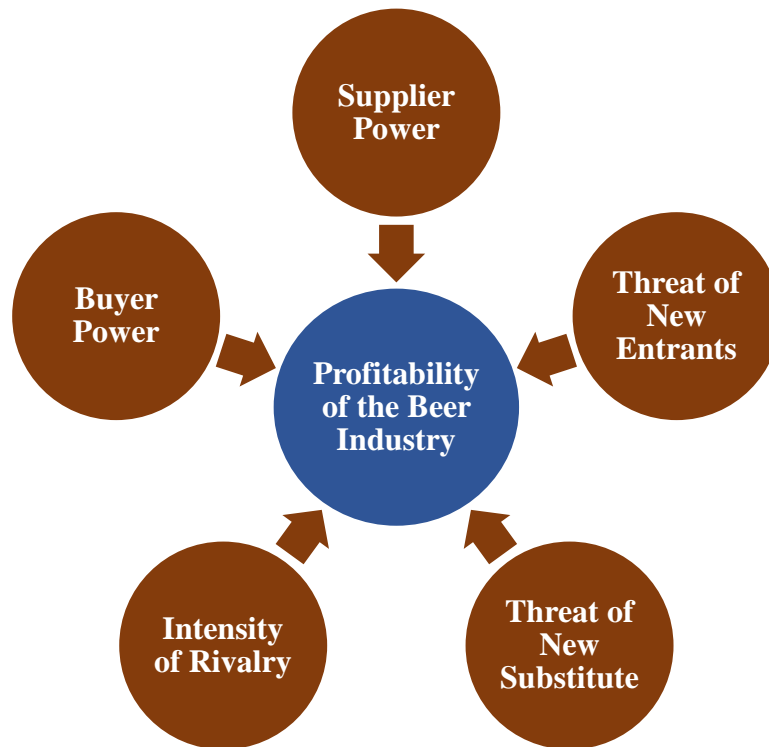 Supplier
Power
Buyer
Power
Threat of
New
Entrants
Profitability
of the Beer
Industry
Intensity
of Rivalry
Threat of
New
Substitute